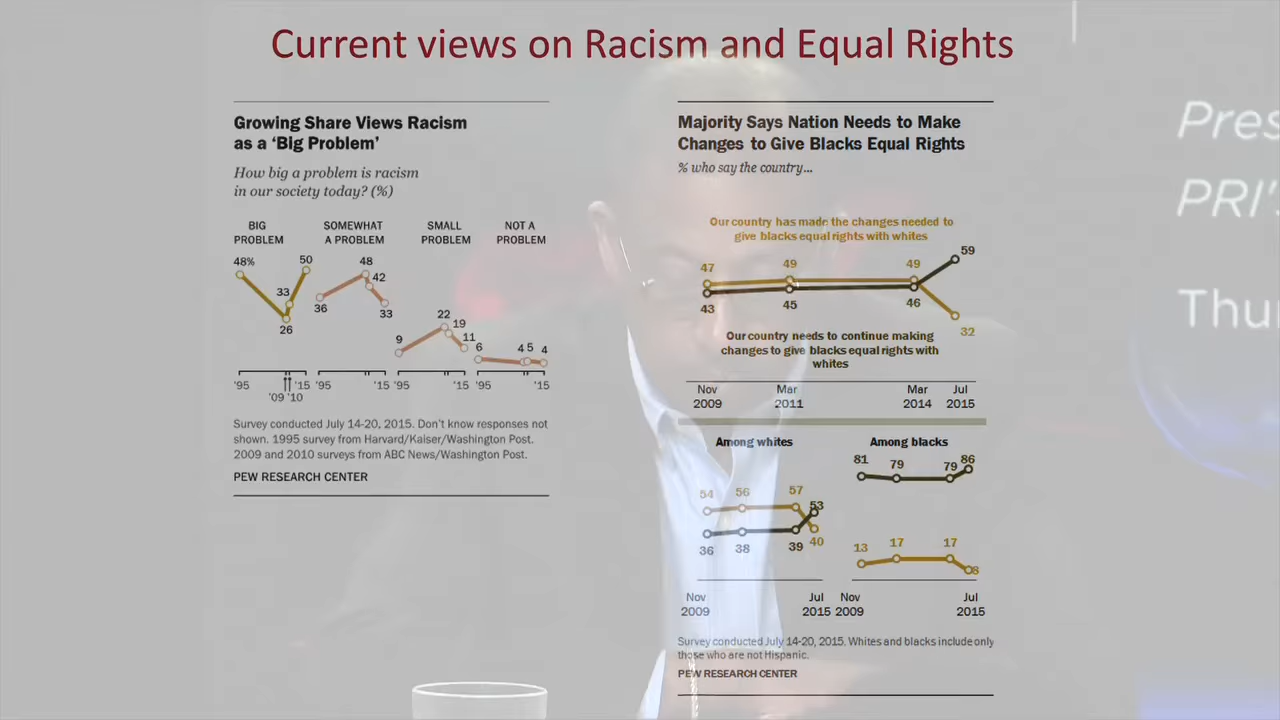 Current views on Racism and Equal Rights
Growing Share Views Racism
as a ‘Big Problem’
How big a problem is racism
in our society today? (%)
BIG
PROBLEM
SOMEWHAT
A PROBLEM
SMALL
PROBLEM
NOT A
PROBLEM
48% 33 26 50
36 48 42 33
9 22 19 11
6 4 5 4
'95 '09 '10 '15
'95 '15
'95 '15
'95 '15
Survey conducted July 14-20, 2015. Don't know responses not
shown. 1995 survey from Harvard/Kaiser/Washington Post.
2009 and 2010 surveys from ABC News/Washington Post.
PEW RESEARCH CENTER
Majority Says Nation Needs to Make
Changes to Give Blacks Equal Rights
% who say the country...
Our country has made the changes needed to
give blacks equal rights with whites
47 49 49 59
43 45 46 32
Our country needs to continue making
changes to give blacks equal rights with
whites
Nov
2009
Mar
2011
Mar
2014
Jul
2015
Among whites
54 56 57 53
36 38 39 40
Nov
2009
Jul
2015
Among blacks
81 79 79 86
13 17 17 8
Nov
2009
Jul
2015
Survey conducted July 14-20, 2015. Whites and blacks include only
those who are not Hispanic.
PEW RESEARCH CENTER
Pres
PRI'
Thu